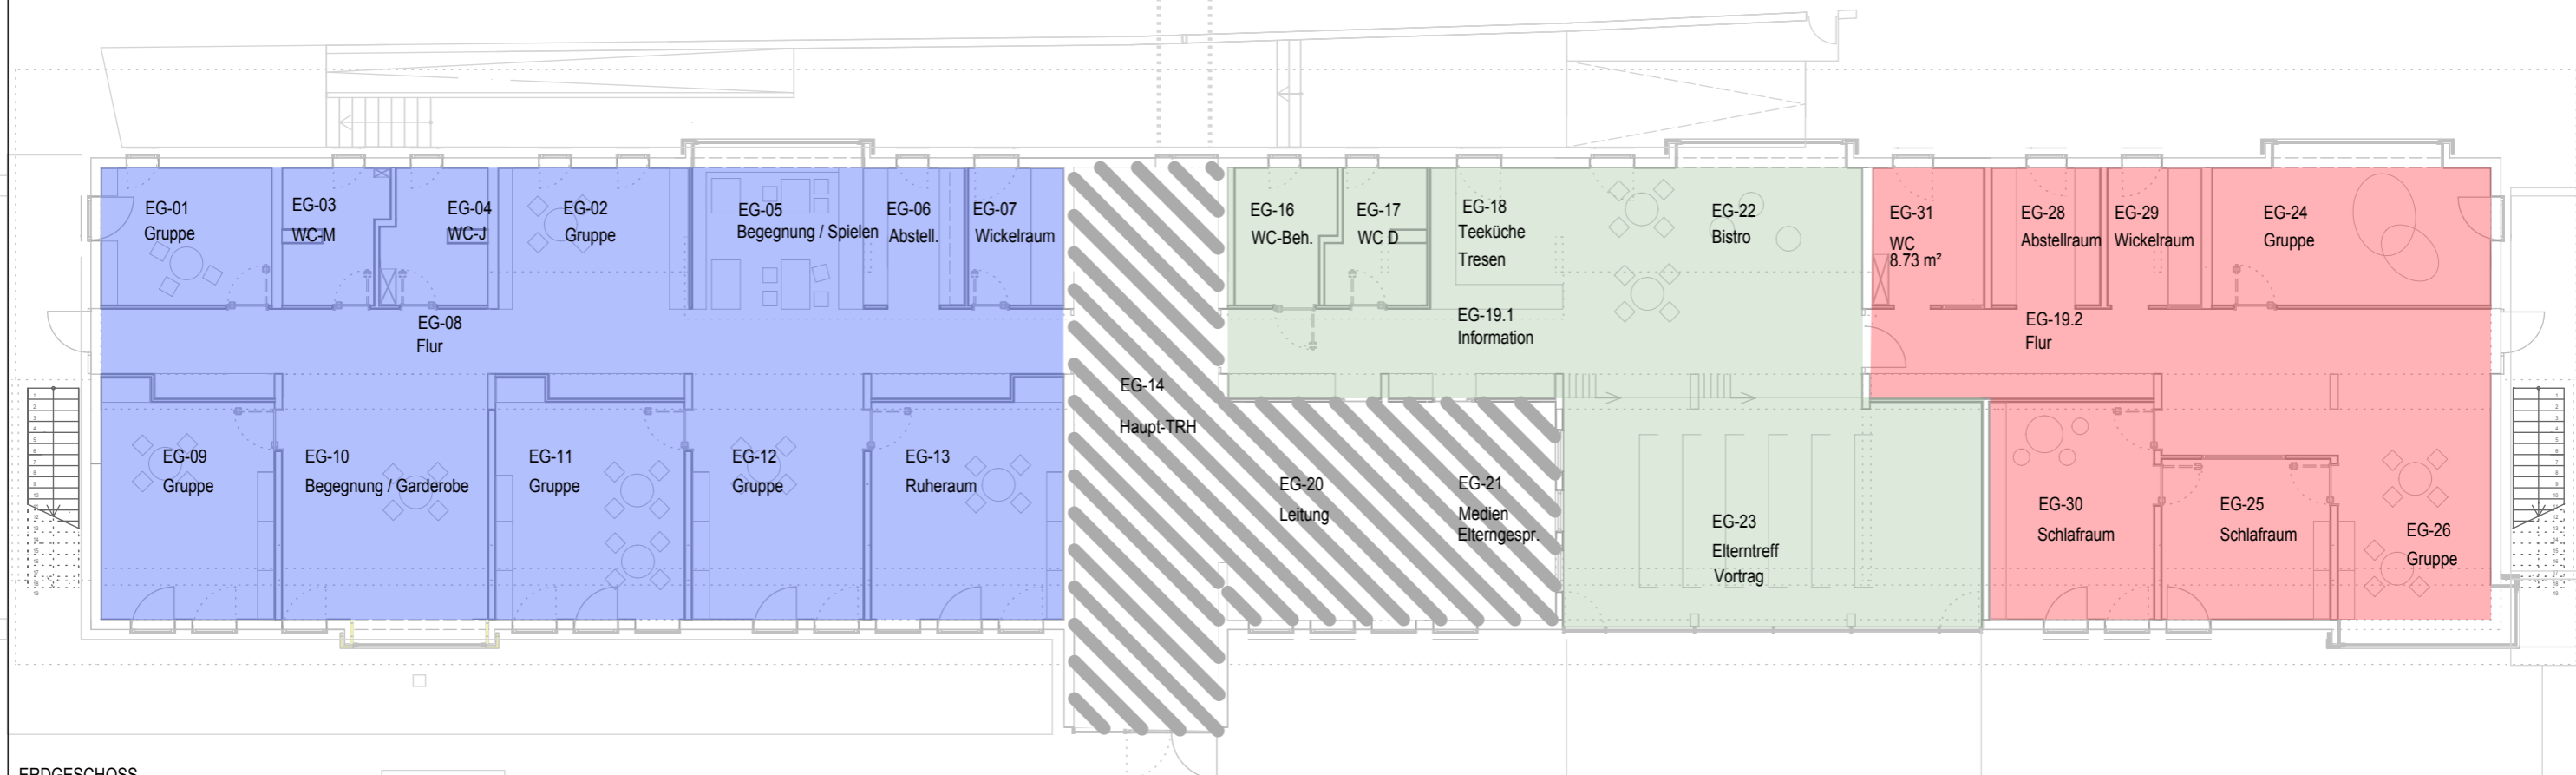 EG-01
Gruppe
EG-03
WC-M
EG-04
WC-J
EG-02
Gruppe
EG-05
Begegnung / Spielen
EG-06
Abstell.
EG-07
Wickelraum
EG-16
WC-Beh.
EG-17
WC D
EG-18
Teeküche
Tresen
EG-22
Bistro
EG-31
WC
8.73 m²
EG-28
Abstellraum
EG-29
Wickelraum
EG-24
Gruppe
EG-08
Flur
EG-19.1
Information
EG-19.2
Flur
EG-14
Haupt-TRH
EG-09
Gruppe
EG-10
Begegnung / Garderobe
EG-11
Gruppe
EG-12
Gruppe
EG-13
Ruheraum
EG-20
Leitung
EG-21
Medien
Elterngespr.
EG-23
Elterntreff
Vortrag
EG-30
Schlafraum
EG-25
Schlafraum
EG-26
Gruppe
ERDGESCHOSS